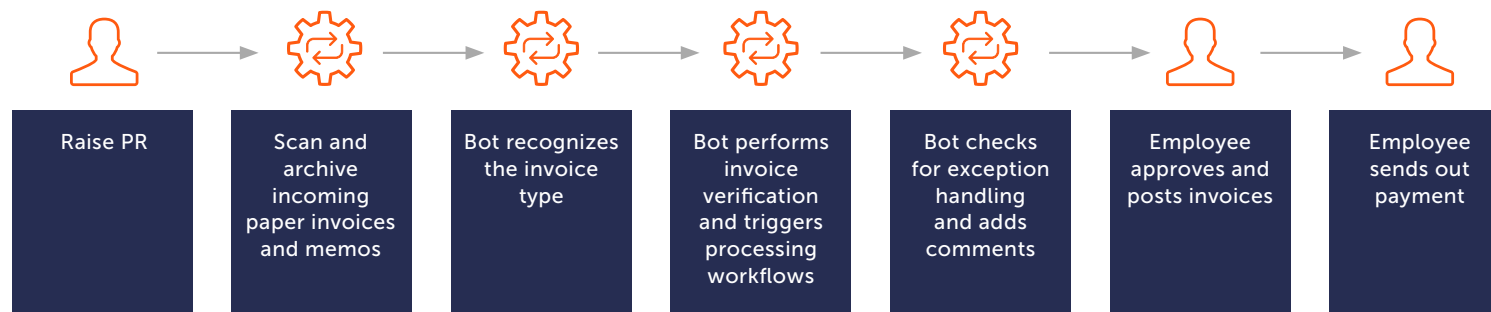 Raise PR
Scan and
archive
incoming
paper invoices
and memos
Bot recognizes
the invoice
type
Bot performs
invoice
verification
and triggers
processing
workflows
Bot checks
for exception
handling
and adds
comments
Employee
approves and
posts invoices
Employee
sends out
payment